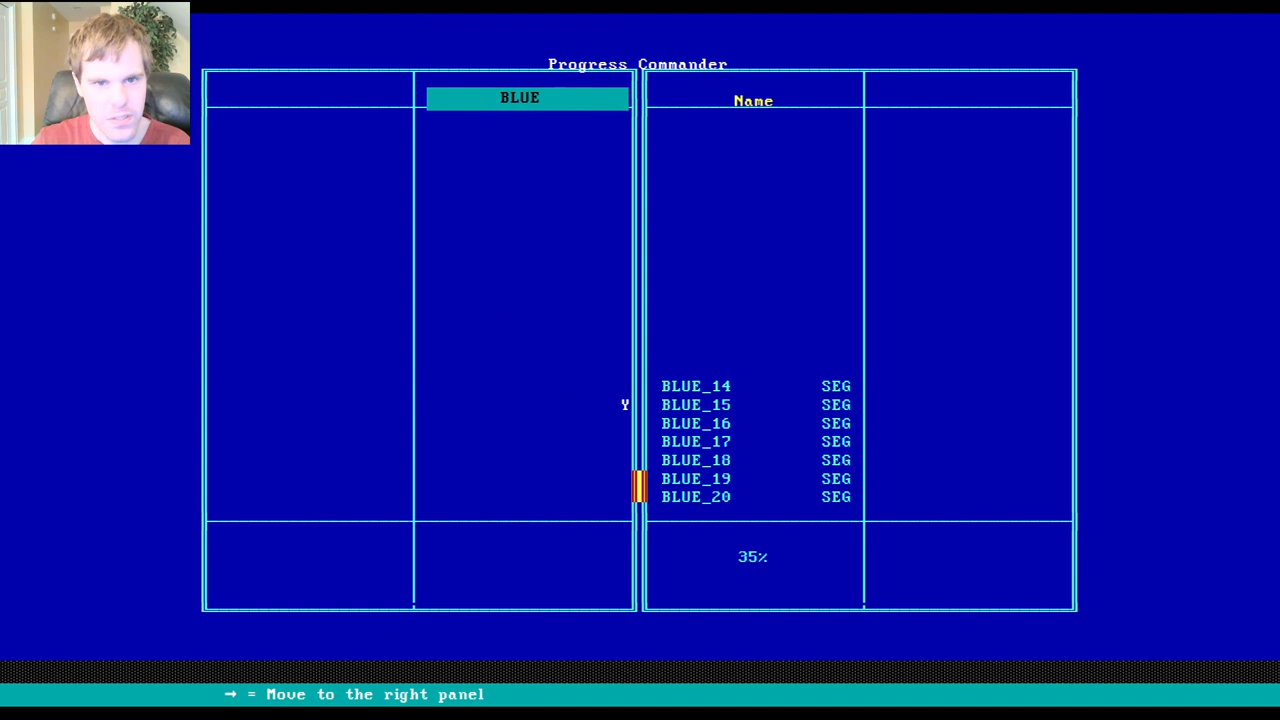 Progress Commander
BLUE
Name
BLUE_14 SEG
Y
BLUE_15 SEG
BLUE_16 SEG
BLUE_17 SEG
BLUE_18 SEG
BLUE_19 SEG
BLUE_20 SEG
35%
→ = Move to the right panel